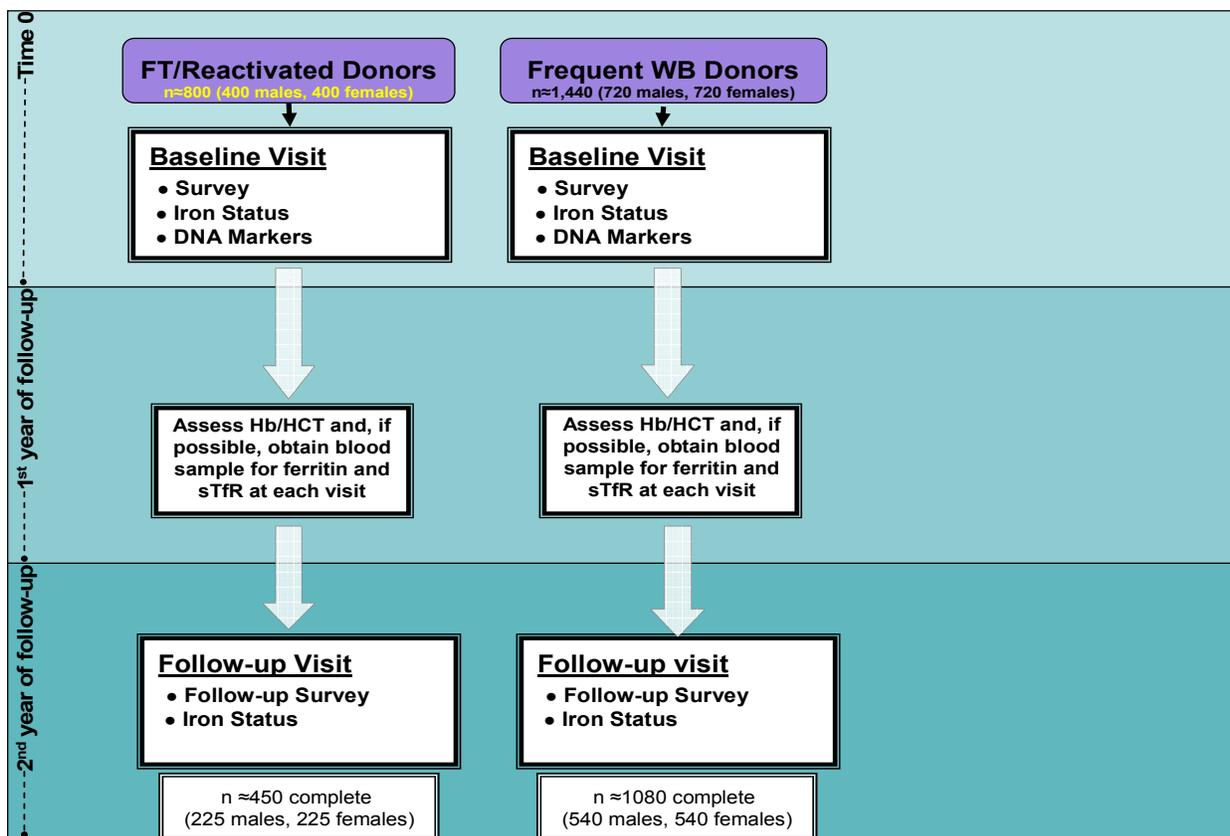 Time 0
FT/Reactivated Donors
n≈800 (400 males, 400 females)
Baseline Visit
● Survey
● Iron Status
● DNA Markers
Frequent WB Donors
n≈1,440 (720 males, 720 females)
Baseline Visit
● Survey
● Iron Status
● DNA Markers
1st year of follow-up
Assess Hb/HCT and, if
possible, obtain blood
sample for ferritin and
sTfR at each visit
Assess Hb/HCT and, if
possible, obtain blood
sample for ferritin and
sTfR at each visit
2nd year of follow-up
Follow-up Visit
● Follow-up Survey
● Iron Status
n ≈450 complete
(225 males, 225 females)
Follow-up visit
● Follow-up Survey
● Iron Status
n ≈1080 complete
(540 males, 540 females)